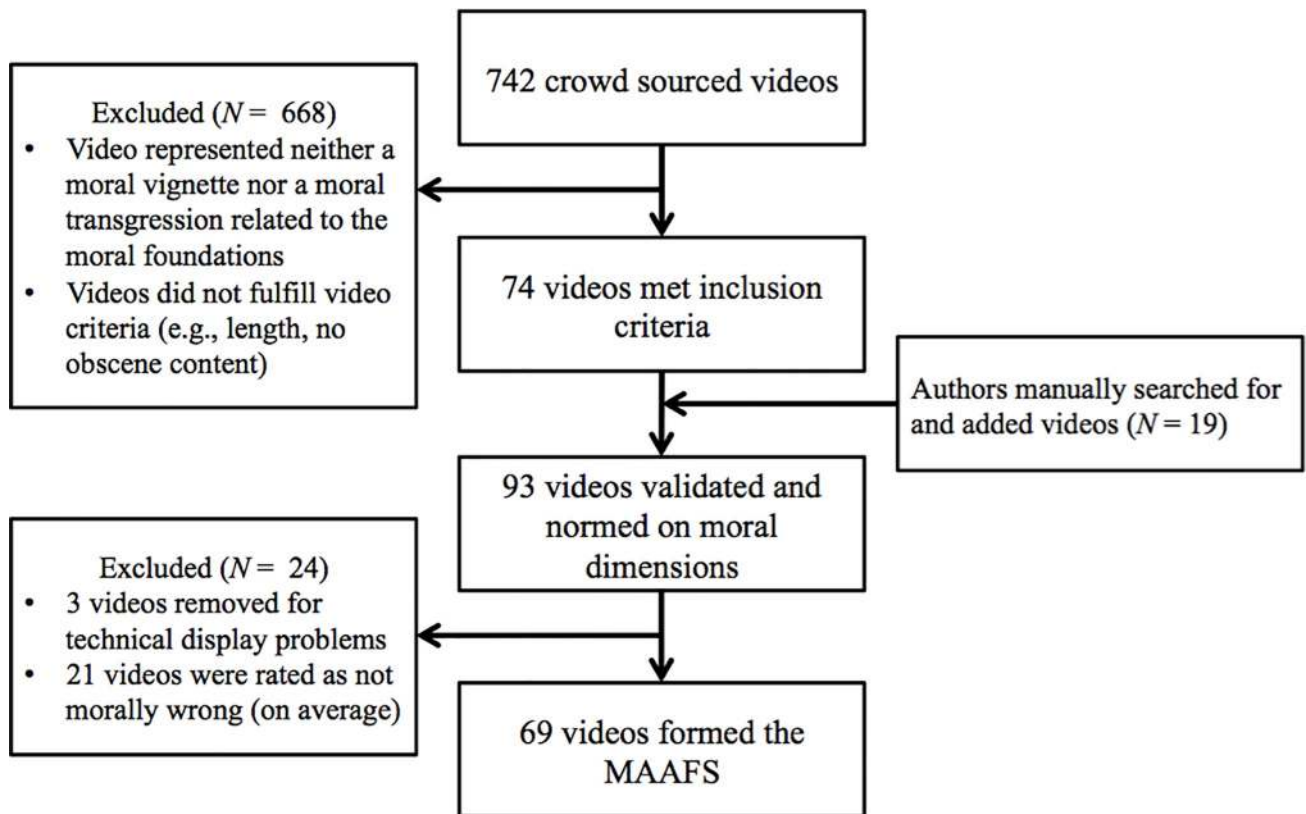 742 crowd sourced videos
Excluded (N = 668)
• Video represented neither a
moral vignette nor a moral
transgression related to the
moral foundations
• Videos did not fulfill video
criteria (e.g., length, no
obscene content)
74 videos met inclusion
criteria
Authors manually searched for
and added videos (N = 19)
93 videos validated and
normed on moral
dimensions
Excluded (N = 24)
• 3 videos removed for
technical display problems
• 21 videos were rated as not
morally wrong (on average)
69 videos formed the
MAAFS